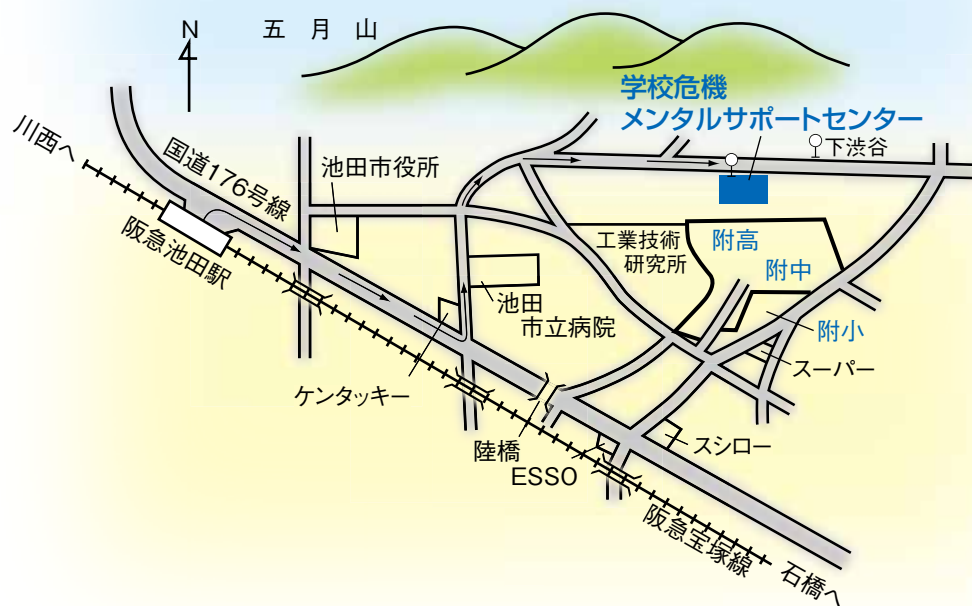 N
五月山
学校危機
メンタルサポートセンター
下渋谷
川西へ
国道176号線
池田市役所
阪急池田駅
工業技術
研究所
附高
附中
附小
池田
市立病院
スーパー
ケンタッキー
陸橋
スシロー
ESSO
阪急宝塚線
石橋へ